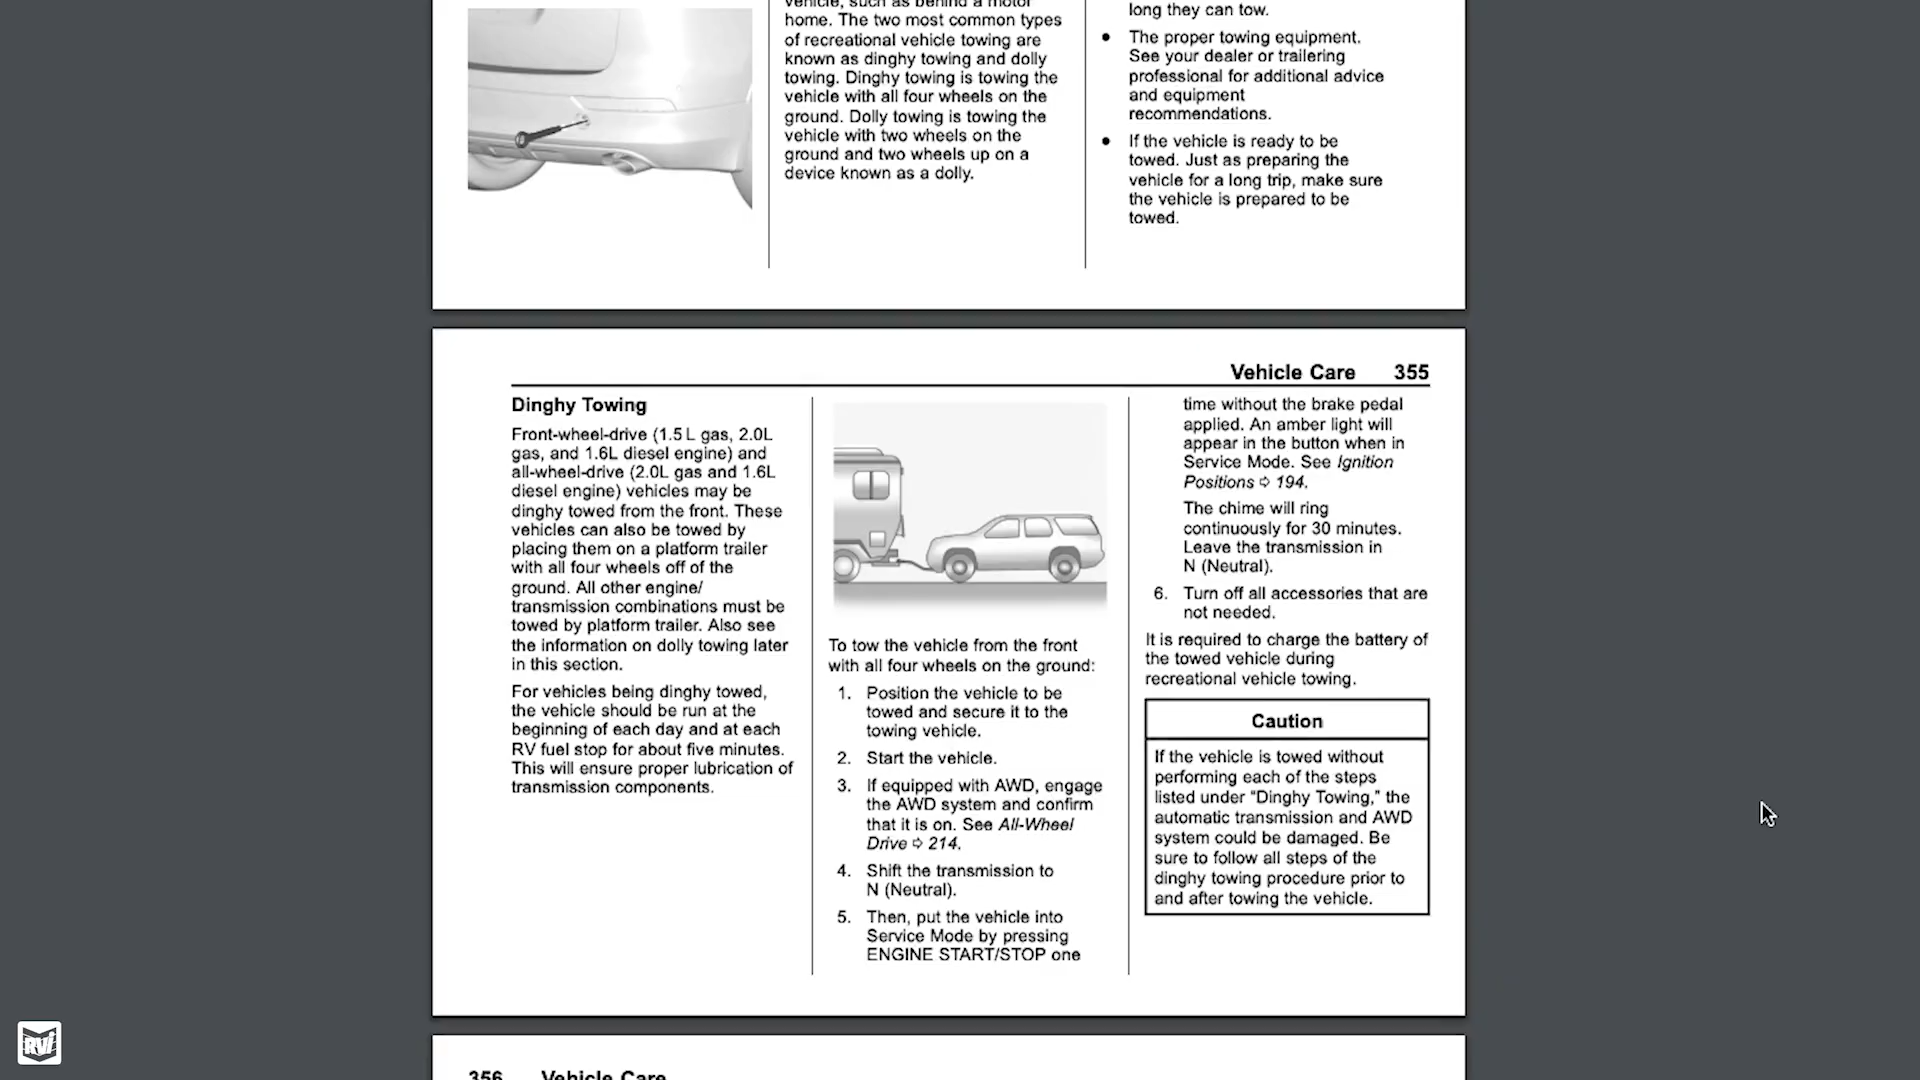 vehicle, such as behind a motor
home. The two most common types
of recreational vehicle towing are
known as dinghy towing and dolly
towing. Dinghy towing is towing the
vehicle with all four wheels on the
ground. Dolly towing is towing the
vehicle with two wheels on the
ground and two wheels up on a
device known as a dolly.
long they can tow.
● The proper towing equipment.
See your dealer or trailering
professional for additional advice
and equipment
recommendations.
● If the vehicle is ready to be
towed. Just as preparing the
vehicle for a long trip, make sure
the vehicle is prepared to be
towed.
Vehicle Care 355
Dinghy Towing
Front-wheel-drive (1.5 L gas, 2.0L
gas, and 1.6L diesel engine) and
all-wheel-drive (2.0L gas and 1.6L
diesel engine) vehicles may be
dinghy towed from the front. These
vehicles can also be towed by
placing them on a platform trailer
with all four wheels off of the
ground. All other engine/
transmission combinations must be
towed by platform trailer. Also see
the information on dolly towing later
in this section.
For vehicles being dinghy towed,
the vehicle should be run at the
beginning of each day and at each
RV fuel stop for about five minutes.
This will ensure proper lubrication of
transmission components.
To tow the vehicle from the front
with all four wheels on the ground:
1. Position the vehicle to be
towed and secure it to the
towing vehicle.
2. Start the vehicle.
3. If equipped with AWD, engage
the AWD system and confirm
that it is on. See All-Wheel
Drive ➪ 214.
4. Shift the transmission to
N (Neutral).
5. Then, put the vehicle into
Service Mode by pressing
ENGINE START/STOP one
time without the brake pedal
applied. An amber light will
appear in the button when in
Service Mode. See Ignition
Positions ➪ 194.
The chime will ring
continuously for 30 minutes.
Leave the transmission in
N (Neutral).
6. Turn off all accessories that are
not needed.
It is required to charge the battery of
the towed vehicle during
recreational vehicle towing.
Caution
If the vehicle is towed without
performing each of the steps
listed under “Dinghy Towing,” the
automatic transmission and AWD
system could be damaged. Be
sure to follow all steps of the
dinghy towing procedure prior to
and after towing the vehicle.
356 Vehicle Care
RVi